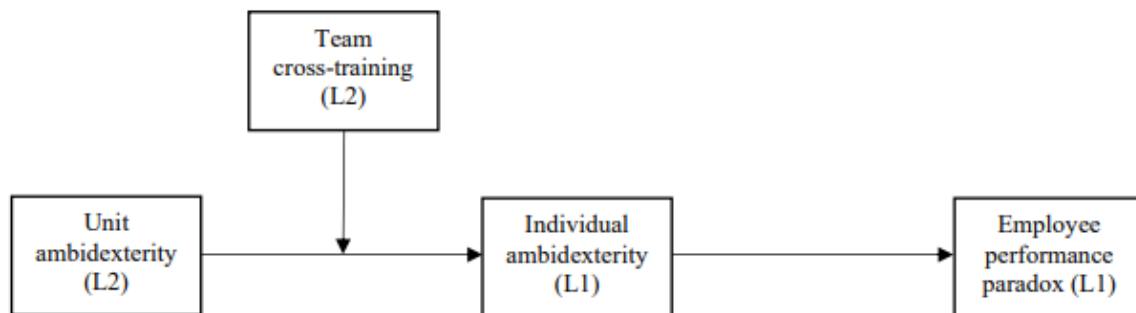 Team
cross-training
(L2)
Unit
ambidexterity
(L2)
Individual
ambidexterity
(L1)
Employee
performance
paradox (L1)